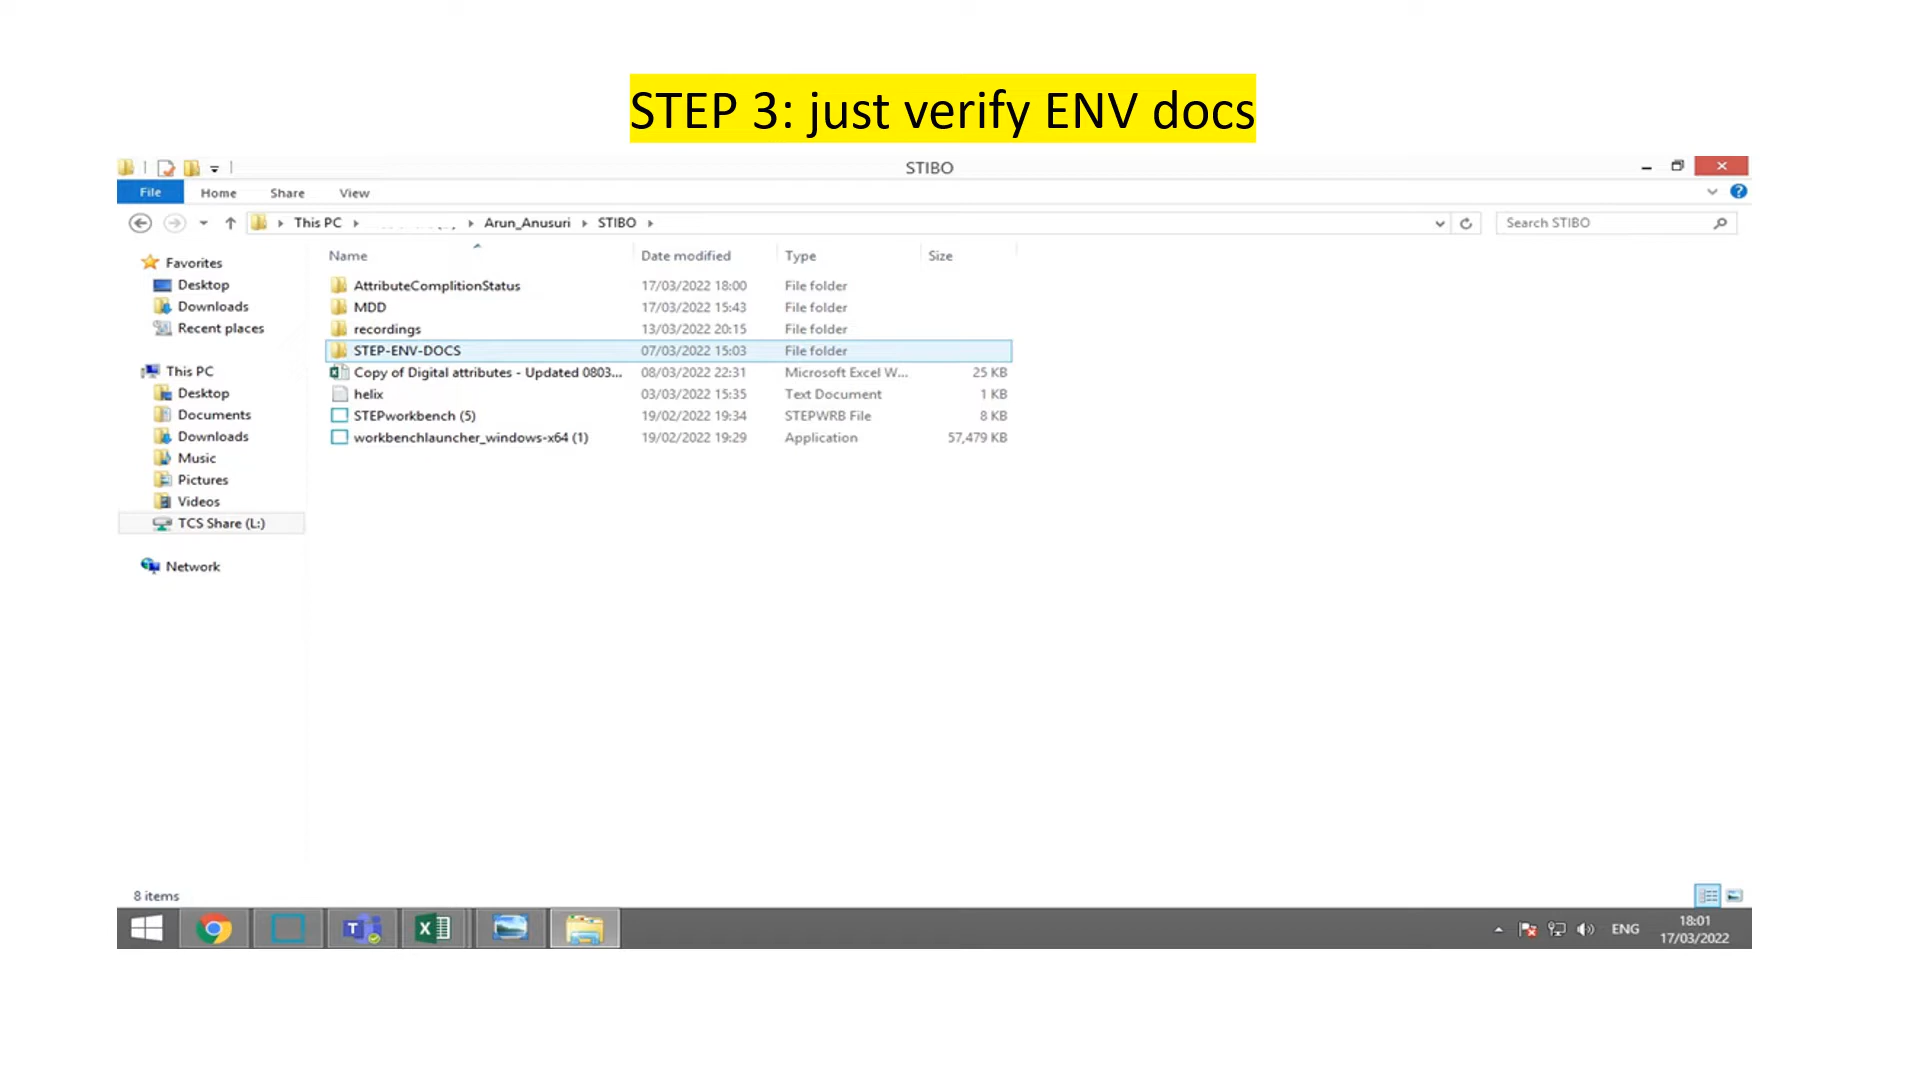 STEP 3: just verify ENV docs
STIBO
File Home Share View
This PC Arun_Anusuri STIBO Search STIBO
Name Date modified Type Size
Favorites
Desktop
Downloads
Recent places
This PC
Desktop
Documents
Downloads
Music
Pictures
Videos
TCS Share (L:)
Network
AttributeComplitionStatus 17/03/2022 18:00 File folder
MDD 17/03/2022 15:43 File folder
recordings 13/03/2022 20:15 File folder
STEP-ENV-DOCS 07/03/2022 15:03 File folder
Copy of Digital attributes - Updated 0803... 08/03/2022 22:31 Microsoft Excel W... 25 KB
helix 03/03/2022 15:35 Text Document 1 KB
STEPworkbench (5) 19/02/2022 19:34 STEPWRB File 8 KB
workbenchlauncher_windows-x64 (1) 19/02/2022 19:29 Application 57,479 KB
8 items
ENG
18:01
17/03/2022